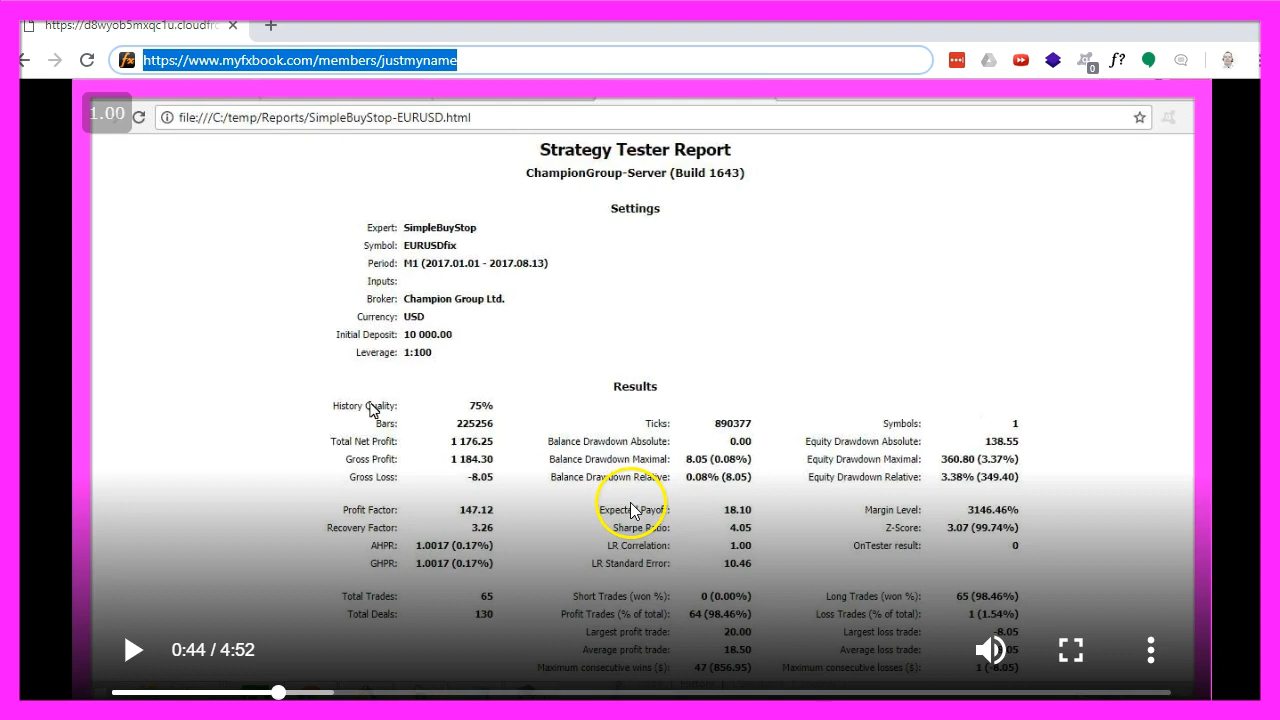 https://d8wyob5mxqc1u.cloudfr
https://www.myfxbook.com/members/justmyname
0
f?
1.00
file:///C:/temp/Reports/SimpleBuyStop-EURUSD.html
Strategy Tester Report
ChampionGroup-Server (Build 1643)
Settings
Expert: SimpleBuyStop
Symbol: EURUSDfix
Period: M1 (2017.01.01 - 2017.08.13)
Inputs:
Broker: Champion Group Ltd.
Currency: USD
Initial Deposit: 10 000.00
Leverage: 1:100
Results
History Quality: 75%
Bars: 225256 Ticks: 890377 Symbols: 1
Total Net Profit: 1 176.25 Balance Drawdown Absolute: 0.00 Equity Drawdown Absolute: 138.55
Gross Profit: 1 184.30 Balance Drawdown Maximal: 8.05 (0.08%) Equity Drawdown Maximal: 360.80 (3.37%)
Gross Loss: -8.05 Balance Drawdown Relative: 0.08% (8.05) Equity Drawdown Relative: 3.38% (349.40)
Profit Factor: 147.12 Expected Payoff: 18.10 Margin Level: 3146.46%
Recovery Factor: 3.26 Sharpe Ratio: 4.05 Z-Score: 3.07 (99.74%)
AHPR: 1.0017 (0.17%) LR Correlation: 1.00 OnTester result: 0
GHPR: 1.0017 (0.17%) LR Standard Error: 10.46
Total Trades: 65 Short Trades (won %): 0 (0.00%) Long Trades (won %): 65 (98.46%)
Total Deals: 130 Profit Trades (% of total): 64 (98.46%) Loss Trades (% of total): 1 (1.54%)
Largest profit trade: 20.00 Largest loss trade: -8.05
Average profit trade: 18.50 Average loss trade:
Maximum consecutive wins ($): 47 (856.95) Maximum consecutive losses ($): 1 (-8.05)
0:44 / 4:52